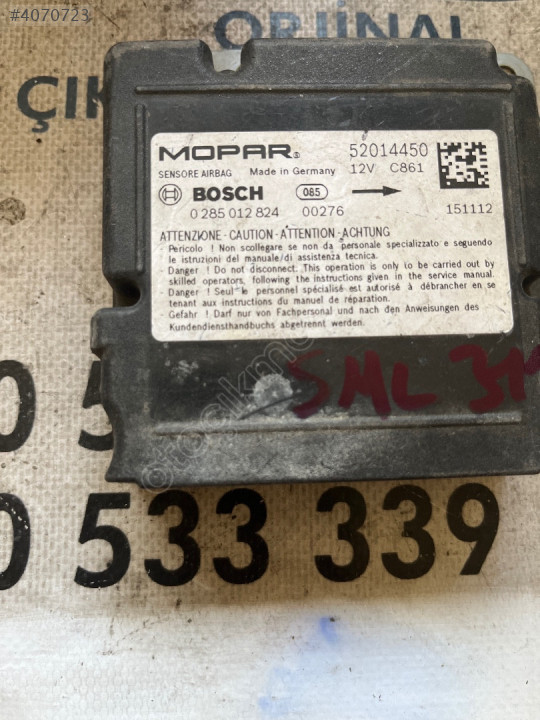 #4070723
ORJİNAL
ÇIK
MOPAR® 52014450
SENSORE AIRBAG Made in Germany 12V C861
BOSCH 085
0 285 012 824 00276 151112
ATTENZIONE-CAUTION-ATTENTION-ACHTUNG
Pericolo ! Non scollegare se non da personale specializzato e seguendo
le istruzioni del manuale/di assistenza tecnica.
Danger ! Do not disconnect. This operation is only to be carried out by
skilled operators, following the instructions given in the service manual.
Danger ! Seul le personnel spécialisé est autorisé à débrancher en se
tenant aux instructions du manuel de réparation.
Gefahr ! Darf nur von Fachpersonal und nach den Anweisungen des
Kundendiensthandbuchs abgetrennt werden.
SML
0 5
0 533 339